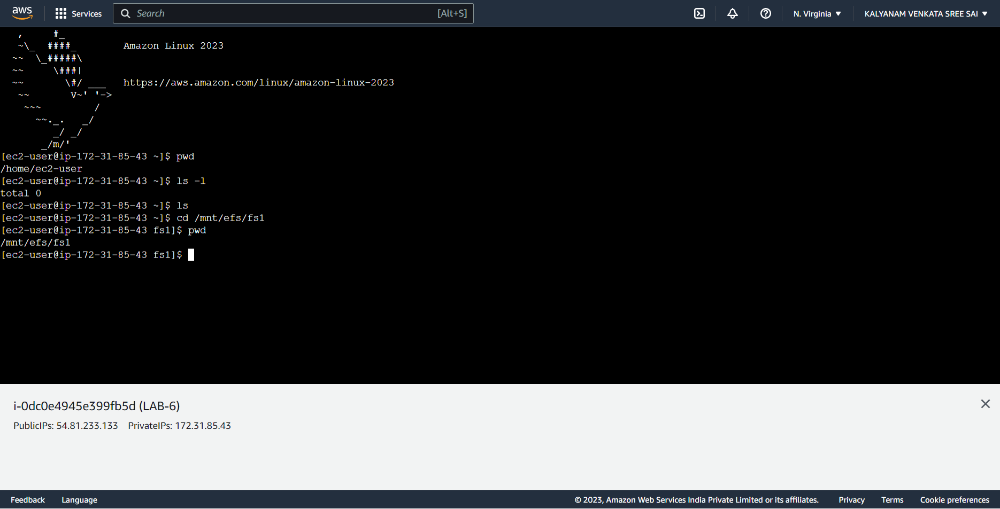 aws
Services
Search
[Alt+S]
N. Virginia
KALYANAM VENKATA SREE SAI
   ,     #_
   ~\_  ####_        Amazon Linux 2023
  ~~  \_#####\
  ~~     \###|
  ~~       \#/ ___   https://aws.amazon.com/linux/amazon-linux-2023
   ~~       V~' '->
    ~~~         /
      ~~._.   _/
         _/ _/
       _/m/'
[ec2-user@ip-172-31-85-43 ~]$ pwd
/home/ec2-user
[ec2-user@ip-172-31-85-43 ~]$ ls -l
total 0
[ec2-user@ip-172-31-85-43 ~]$ ls
[ec2-user@ip-172-31-85-43 ~]$ cd /mnt/efs/fs1
[ec2-user@ip-172-31-85-43 fs1]$ pwd
/mnt/efs/fs1
[ec2-user@ip-172-31-85-43 fs1]$
i-0dc0e4945e399fb5d (LAB-6)
PublicIPs: 54.81.233.133 PrivateIPs: 172.31.85.43
Feedback
Language
© 2023, Amazon Web Services India Private Limited or its affiliates.
Privacy
Terms
Cookie preferences